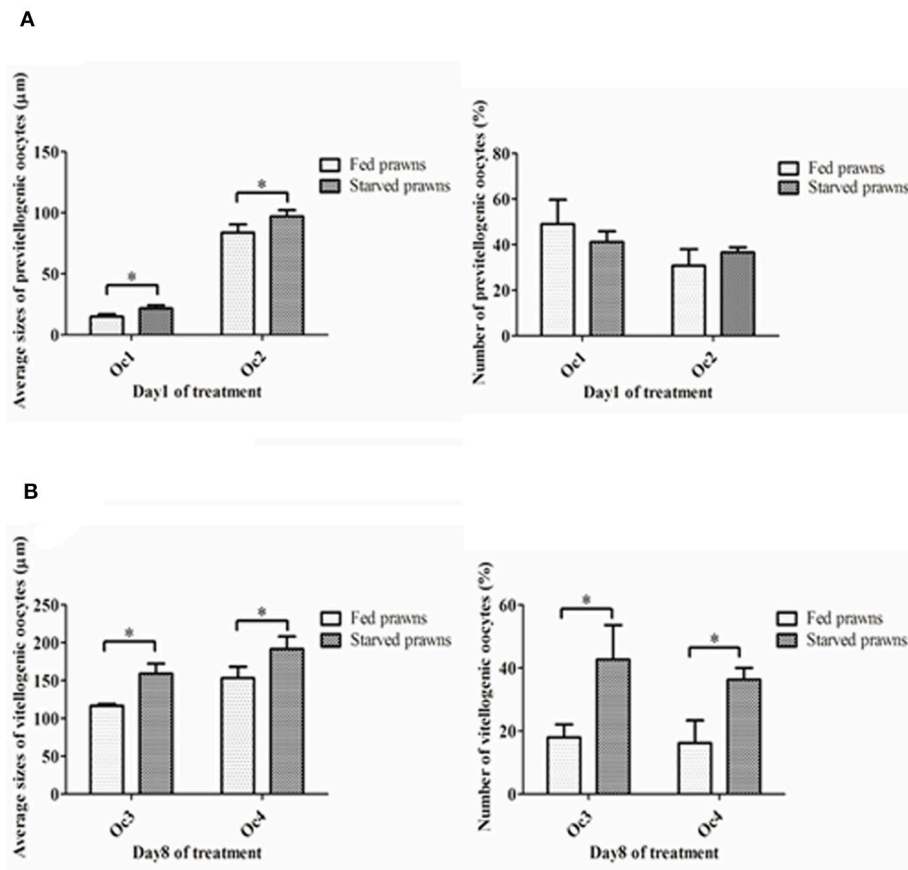 A
Average sizes of previtellogenic oocytes (µm)
150
100
50
0
*
*
Fed prawns
Starved prawns
Oc1
Oc2
Day1 of treatment
Number of previtellogenic oocytes (%)
80
60
40
20
0
Fed prawns
Starved prawns
Oc1
Oc2
Day1 of treatment
B
Average sizes of vitellogenic oocytes (µm)
250
200
150
100
50
0
*
*
Fed prawns
Starved prawns
Oc3
Oc4
Day8 of treatment
Number of vitellogenic oocytes (%)
60
40
20
0
*
*
Fed prawns
Starved prawns
Oc3
Oc4
Day8 of treatment